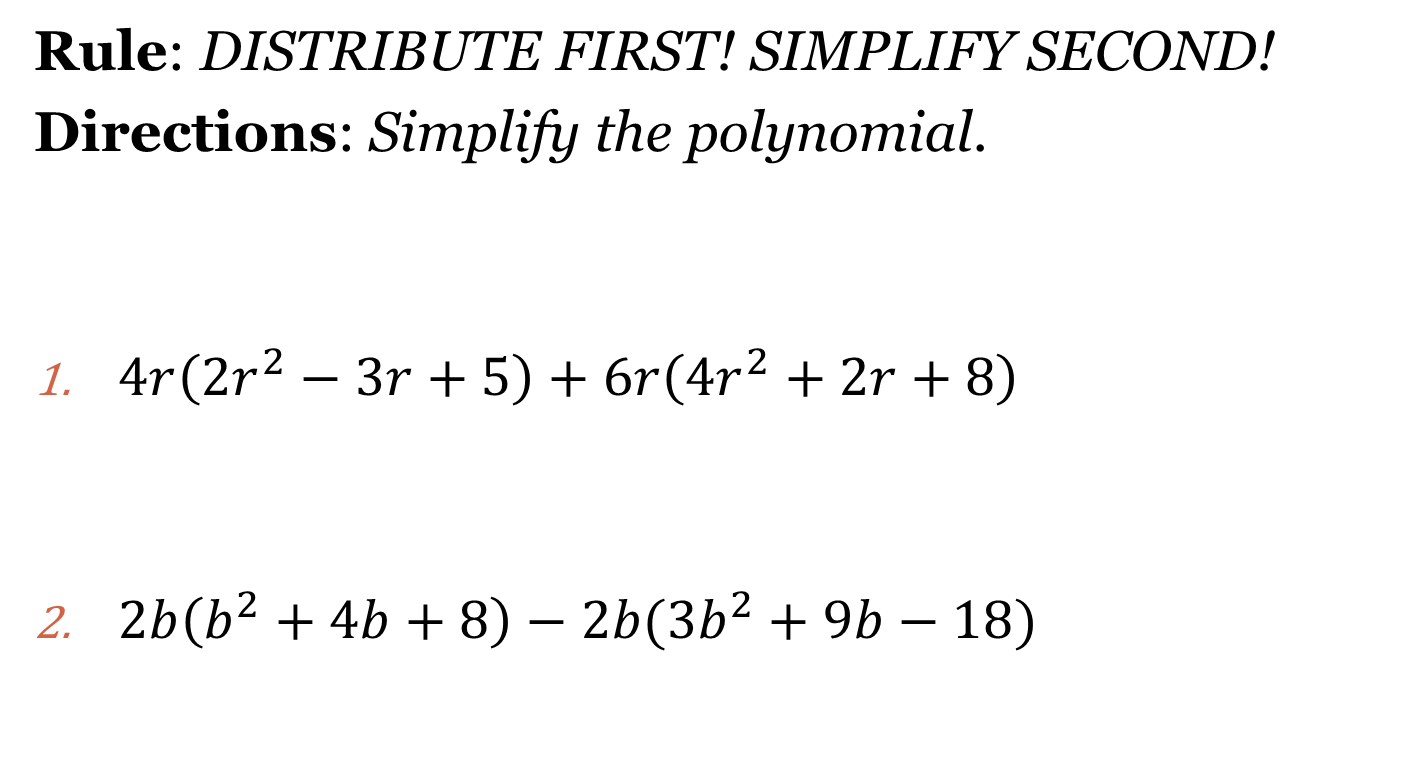 Rule: DISTRIBUTE FIRST! SIMPLIFY SECOND!
Directions: Simplify the polynomial.
1. 4r(2r² − 3r + 5) + 6r(4r² + 2r + 8)
2. 2b(b² + 4b + 8) − 2b(3b² + 9b − 18)